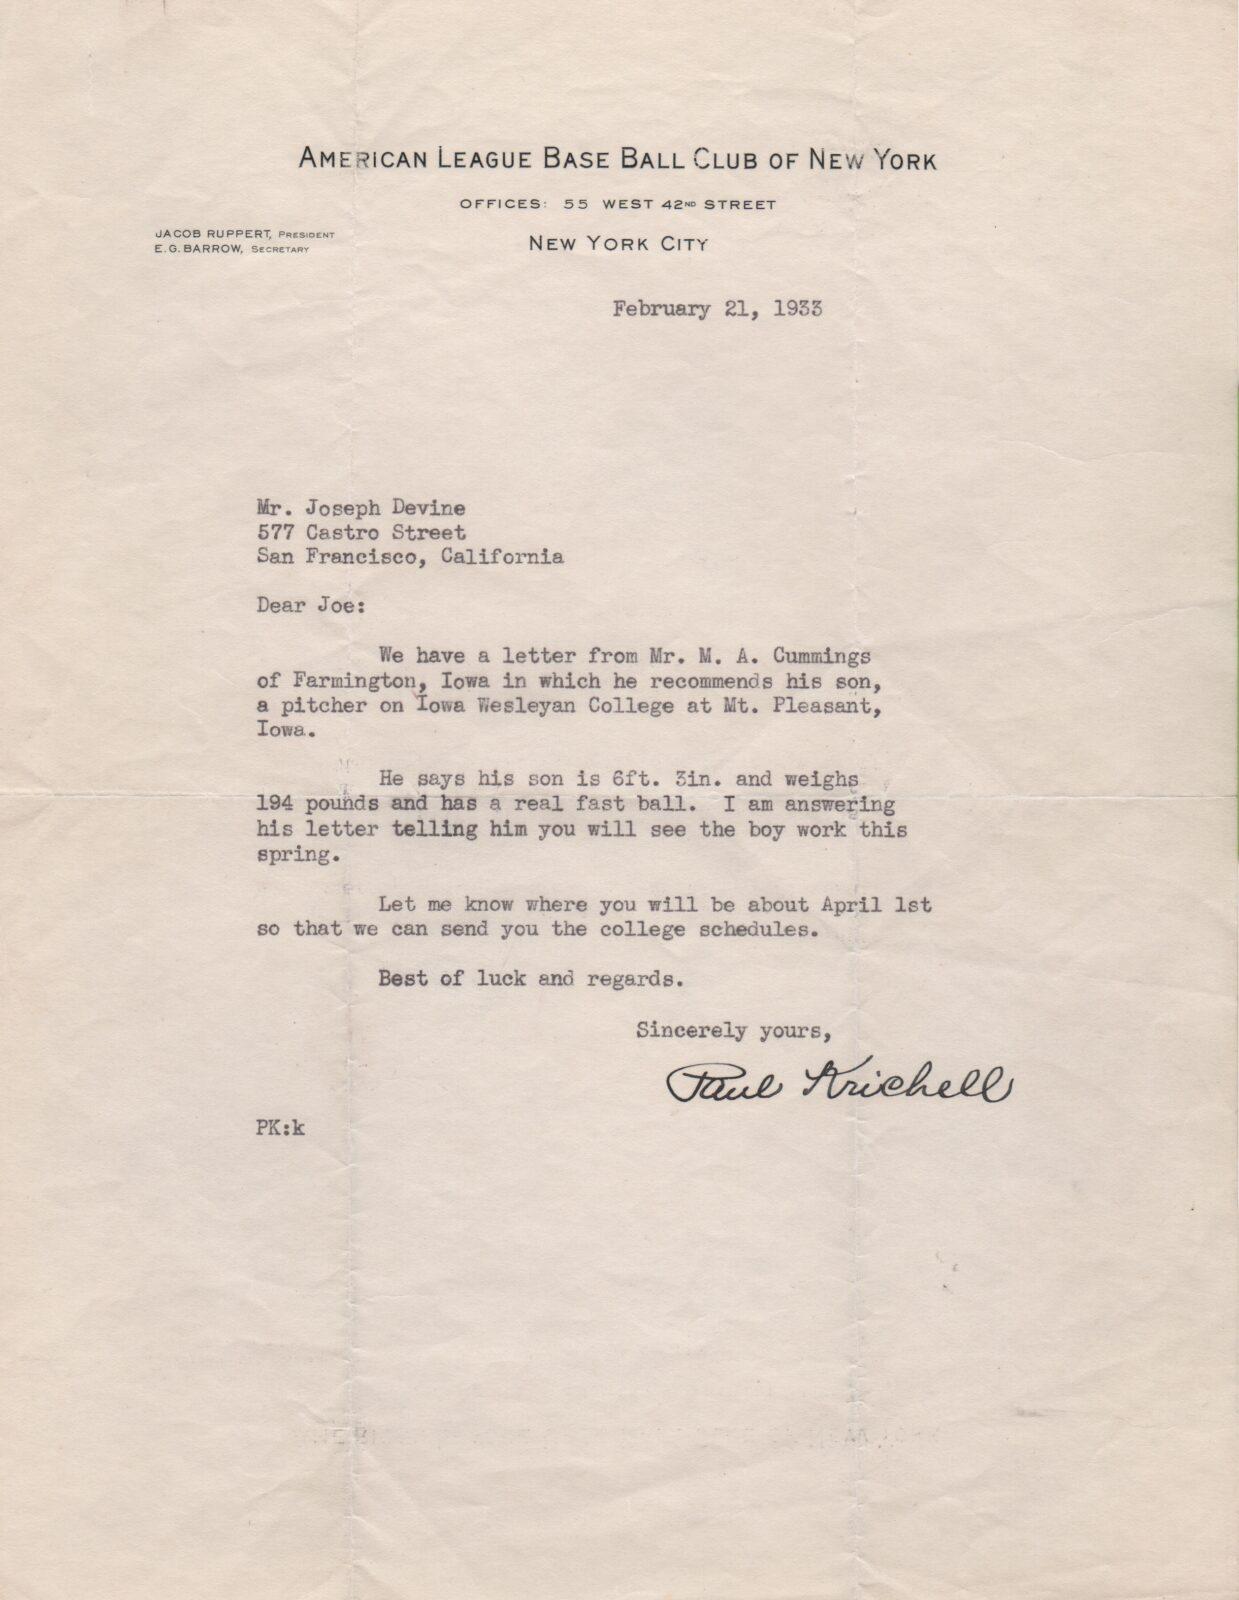 AMERICAN LEAGUE BASE BALL CLUB OF NEW YORK
OFFICES: 55 WEST 42ND STREET
JACOB RUPPERT, PRESIDENT
E.G. BARROW, SECRETARY
NEW YORK CITY
February 21, 1933
Mr. Joseph Devine
577 Castro Street
San Francisco, California
Dear Joe:
We have a letter from Mr. M. A. Cummings
of Farmington, Iowa in which he recommends his son,
a pitcher on Iowa Wesleyan College at Mt. Pleasant,
Iowa.
He says his son is 6ft. 3in. and weighs
194 pounds and has a real fast ball. I am answering
his letter telling him you will see the boy work this
spring.
Let me know where you will be about April 1st
so that we can send you the college schedules.
Best of luck and regards.
Sincerely yours,
Paul Krichell
PK:k